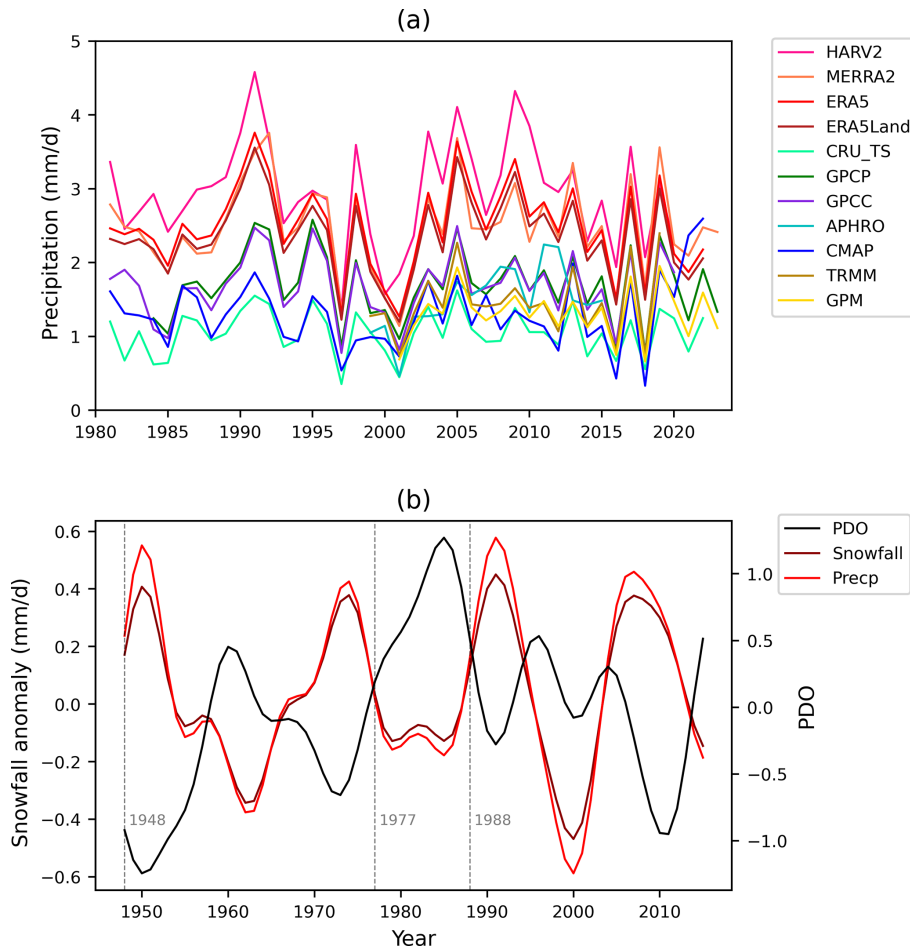 (a)
Precipitation (mm/d)
5
4
3
2
1
0
1980 1985 1990 1995 2000 2005 2010 2015 2020
HARV2
MERRA2
ERA5
ERA5Land
CRU_TS
GPCP
GPCC
APHRO
CMAP
TRMM
GPM
(b)
Snowfall anomaly (mm/d)
0.6
0.4
0.2
0.0
−0.2
−0.4
−0.6
1948 1977 1988
1950 1960 1970 1980 1990 2000 2010
Year
1.0
0.5
0.0
−0.5
−1.0
PDO
PDO
Snowfall
Precp